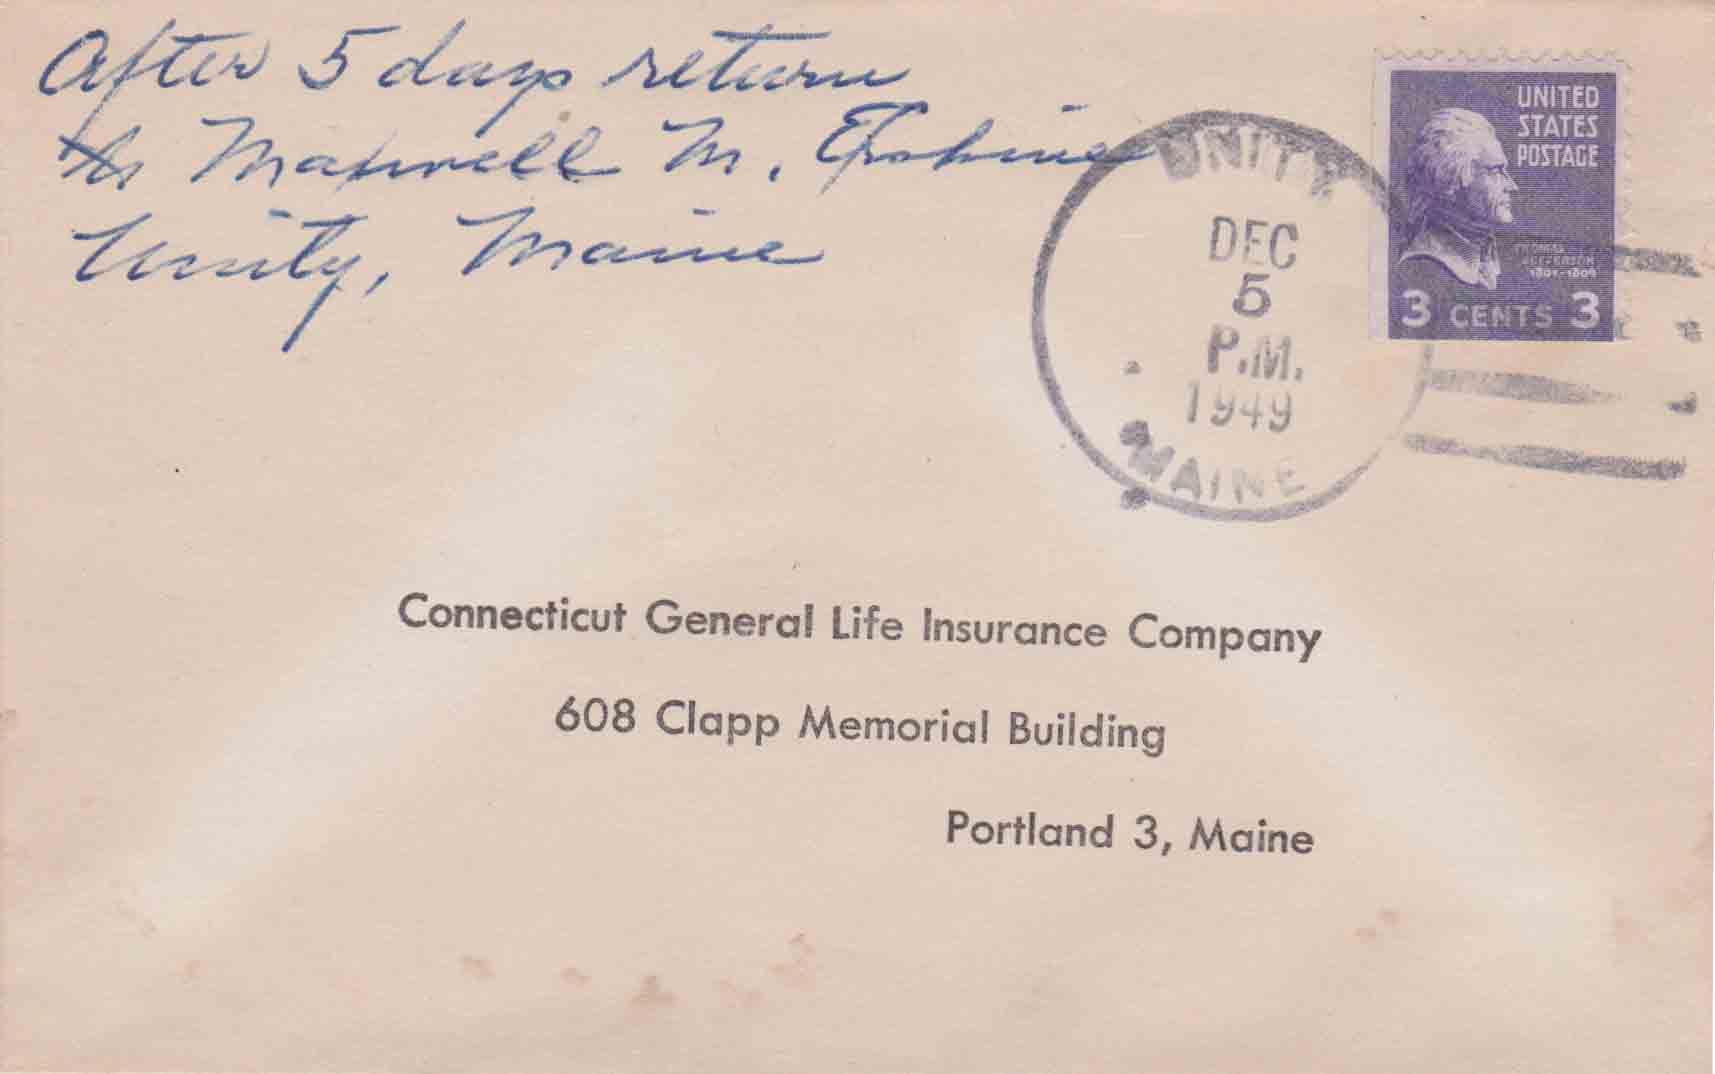 After 5 days return
to Maxwell M. Erskine
Unity, Maine
UNITY
DEC
5
P.M.
1949
MAINE
UNITED
STATES
POSTAGE
THOMAS
JEFFERSON
1801-1809
3 CENTS 3
Connecticut General Life Insurance Company
608 Clapp Memorial Building
Portland 3, Maine